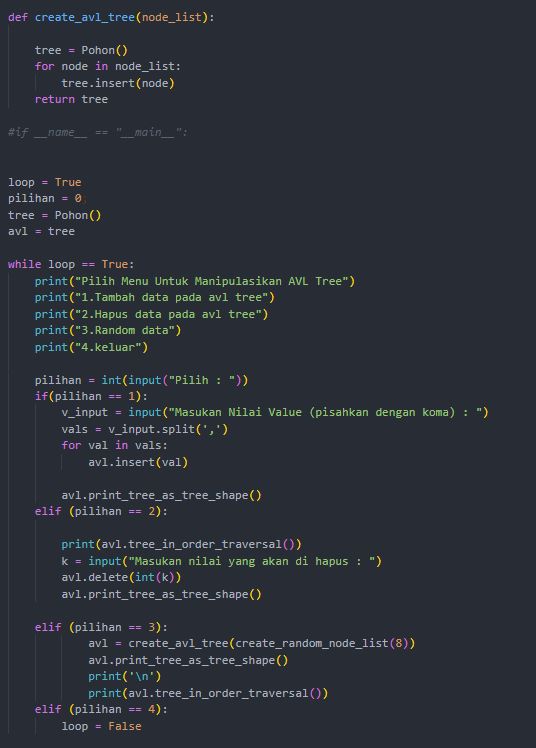 def create_avl_tree(node_list):
    tree = Pohon()
    for node in node_list:
        tree.insert(node)
    return tree
#if __name__ == "__main__":
loop = True
pilihan = 0
tree = Pohon()
avl = tree
while loop == True:
    print("Pilih Menu Untuk Manipulasikan AVL Tree")
    print("1.Tambah data pada avl tree")
    print("2.Hapus data pada avl tree")
    print("3.Random data")
    print("4.keluar")
    pilihan = int(input("Pilih : "))
    if(pilihan == 1):
        v_input = input("Masukan Nilai Value (pisahkan dengan koma) : ")
        vals = v_input.split(',')
        for val in vals:
            avl.insert(val)
        avl.print_tree_as_tree_shape()
    elif (pilihan == 2):
        print(avl.tree_in_order_traversal())
        k = input("Masukan nilai yang akan di hapus : ")
        avl.delete(int(k))
        avl.print_tree_as_tree_shape()
    elif (pilihan == 3):
            avl = create_avl_tree(create_random_node_list(8))
            avl.print_tree_as_tree_shape()
            print('\n')
            print(avl.tree_in_order_traversal())
    elif (pilihan == 4):
        loop = False